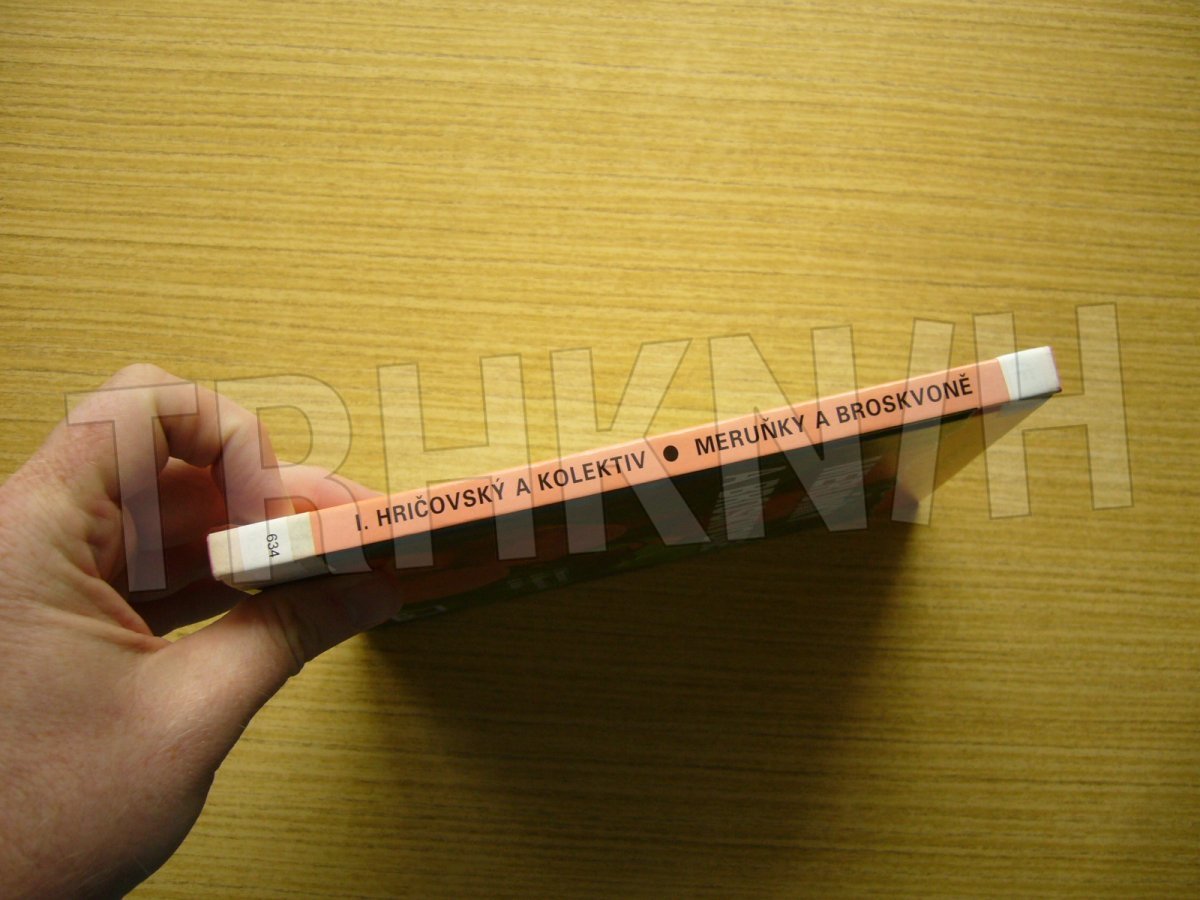 I. HRIČOVSKÝ A KOLEKTIV ● MERUŇKY A BROSKVONĚ
634
TRHKNIH